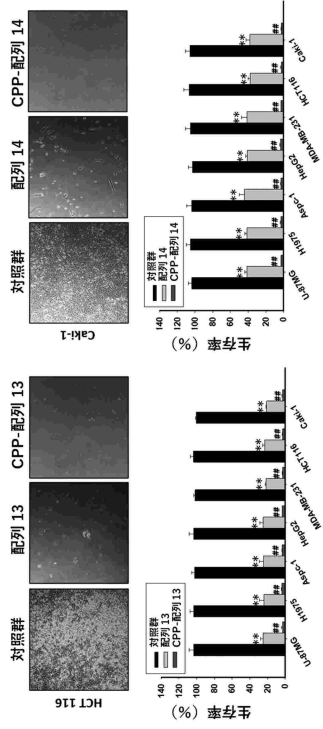 対照群 配列 13 CPP-配列 13
HCT 116
生存率 (%)
140
120
100
80
60
40
20
0
対照群
配列 13
CPP-配列 13
** ## ** ## ** ## ** ## ** ## ** ## ** ##
U-87MG H1975 Aspc-1 HepG2 MDA-MB-231 HCT116 Caki-1
対照群 配列 14 CPP-配列 14
Caki-1
生存率 (%)
140
120
100
80
60
40
20
0
対照群
配列 14
CPP-配列 14
** ## ** ## ** ## ** ## ** ## ** ## ** ##
U-87MG H1975 Aspc-1 HepG2 MDA-MB-231 HCT116 Caki-1